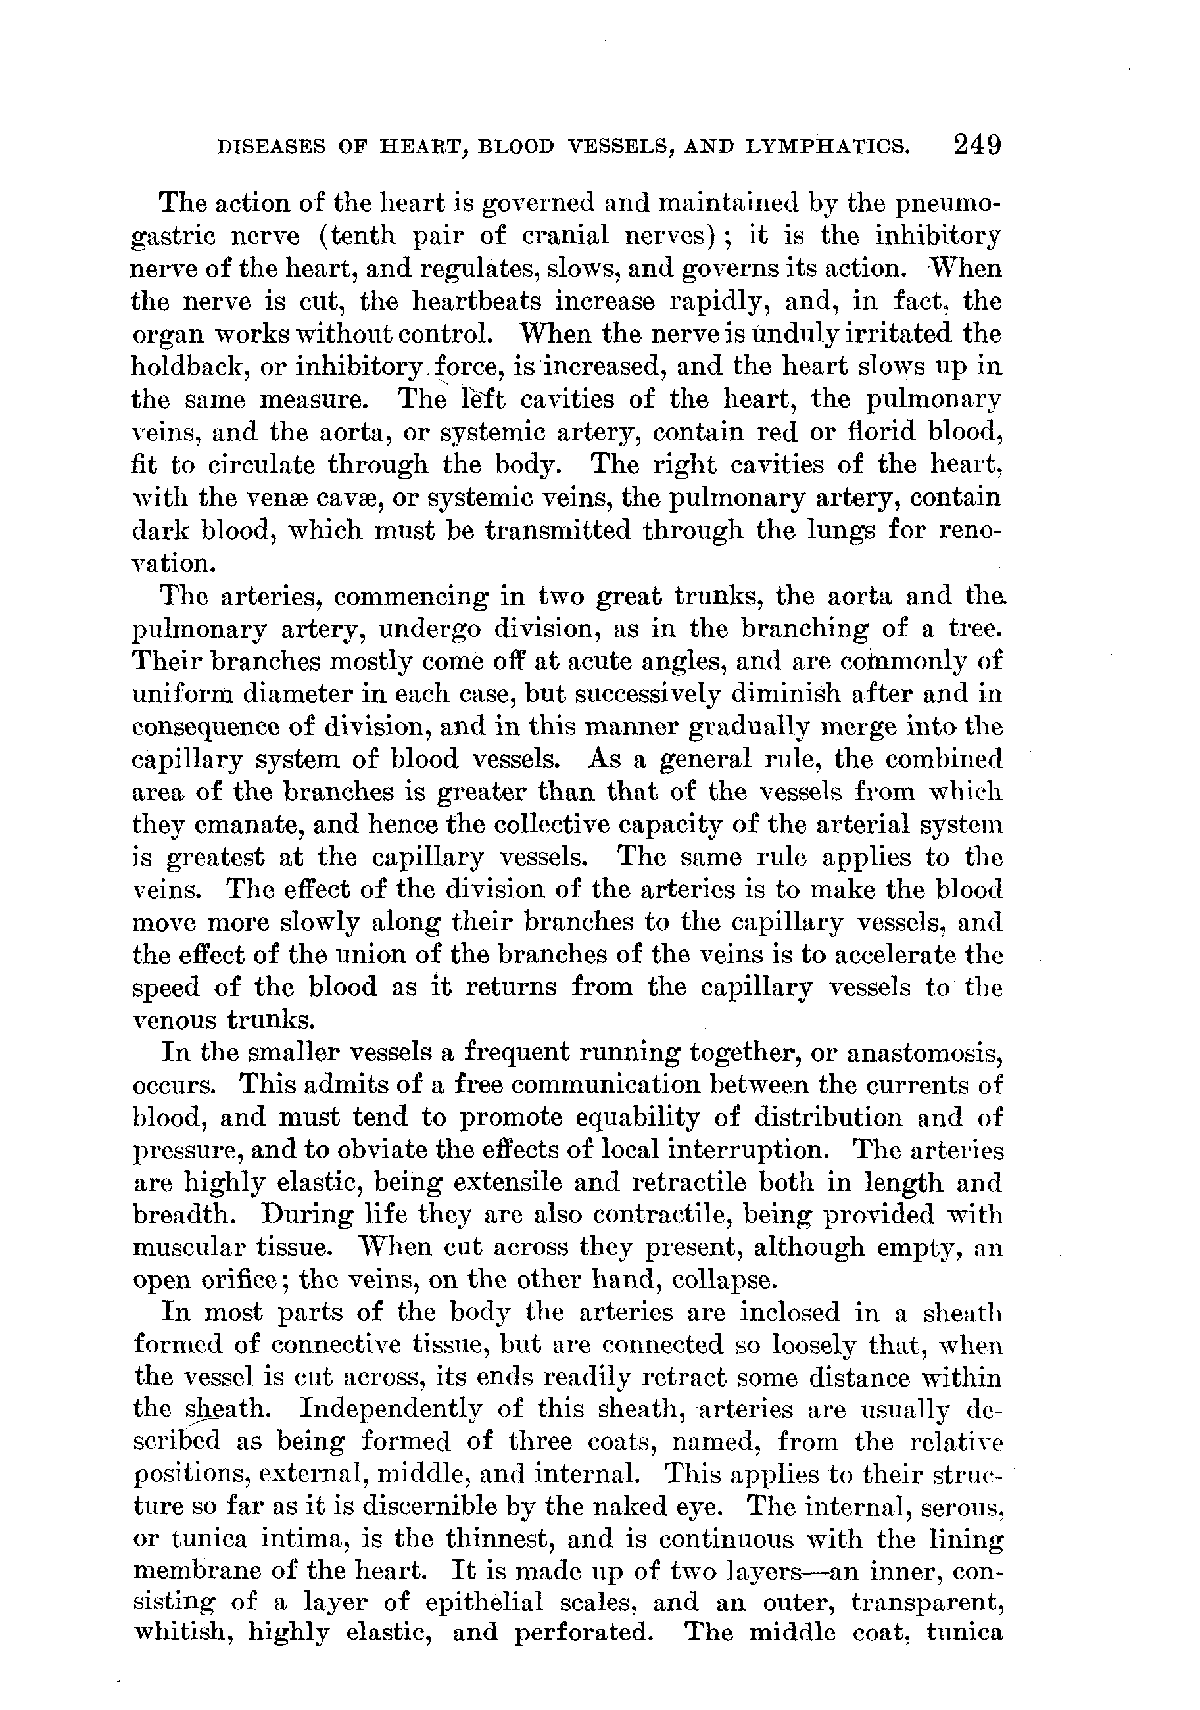 DISEASES OF HEART, BLOOD VESSELS, AND LYMPHATICS. 249
The action of the heart is governed and maintained by the pneumo-
gastric nerve (tenth pair of cranial nerves); it is the inhibitory
nerve of the heart, and regulates, slows, and governs its action. When
the nerve is cut, the heartbeats increase rapidly, and, in fact, the
organ works without control. When the nerve is unduly irritated the
holdback, or inhibitory force, is increased, and the heart slows up in
the same measure. The left cavities of the heart, the pulmonary
veins, and the aorta, or systemic artery, contain red or florid blood,
fit to circulate through the body. The right cavities of the heart,
with the venæ cavæ, or systemic veins, the pulmonary artery, contain
dark blood, which must be transmitted through the lungs for reno-
vation.
The arteries, commencing in two great trunks, the aorta and the
pulmonary artery, undergo division, as in the branching of a tree.
Their branches mostly come off at acute angles, and are commonly of
uniform diameter in each case, but successively diminish after and in
consequence of division, and in this manner gradually merge into the
capillary system of blood vessels. As a general rule, the combined
area of the branches is greater than that of the vessels from which
they emanate, and hence the collective capacity of the arterial system
is greatest at the capillary vessels. The same rule applies to the
veins. The effect of the division of the arteries is to make the blood
move more slowly along their branches to the capillary vessels, and
the effect of the union of the branches of the veins is to accelerate the
speed of the blood as it returns from the capillary vessels to the
venous trunks.
In the smaller vessels a frequent running together, or anastomosis,
occurs. This admits of a free communication between the currents of
blood, and must tend to promote equability of distribution and of
pressure, and to obviate the effects of local interruption. The arteries
are highly elastic, being extensile and retractile both in length and
breadth. During life they are also contractile, being provided with
muscular tissue. When cut across they present, although empty, an
open orifice; the veins, on the other hand, collapse.
In most parts of the body the arteries are inclosed in a sheath
formed of connective tissue, but are connected so loosely that, when
the vessel is cut across, its ends readily retract some distance within
the sheath. Independently of this sheath, arteries are usually de-
scribed as being formed of three coats, named, from the relative
positions, external, middle, and internal. This applies to their struc-
ture so far as it is discernible by the naked eye. The internal, serous,
or tunica intima, is the thinnest, and is continuous with the lining
membrane of the heart. It is made up of two layers—an inner, con-
sisting of a layer of epithelial scales, and an outer, transparent,
whitish, highly elastic, and perforated. The middle coat, tunica